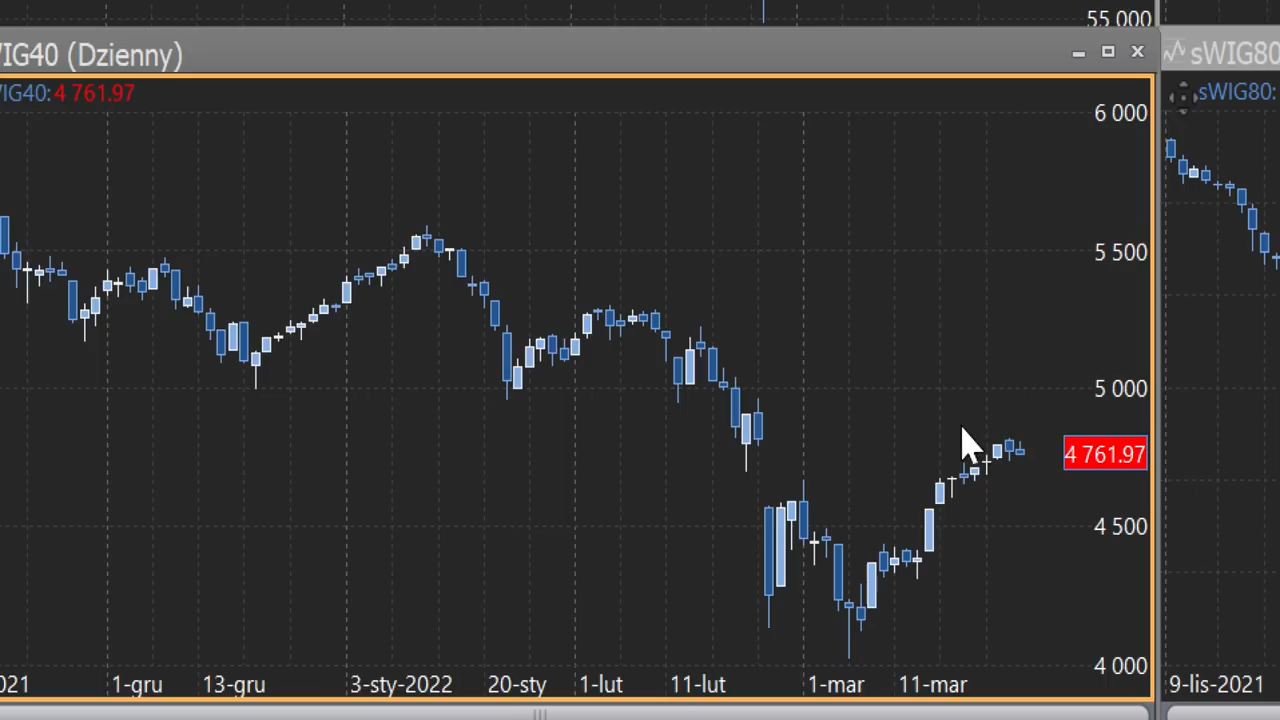 55 000
WIG40 (Dzienny)
sWIG80
WIG40: 4 761.97
sWIG80:
6 000
5 500
5 000
4 761.97
4 500
4 000
021 1-gru 13-gru 3-sty-2022 20-sty 1-lut 11-lut 1-mar 11-mar
9-lis-2021